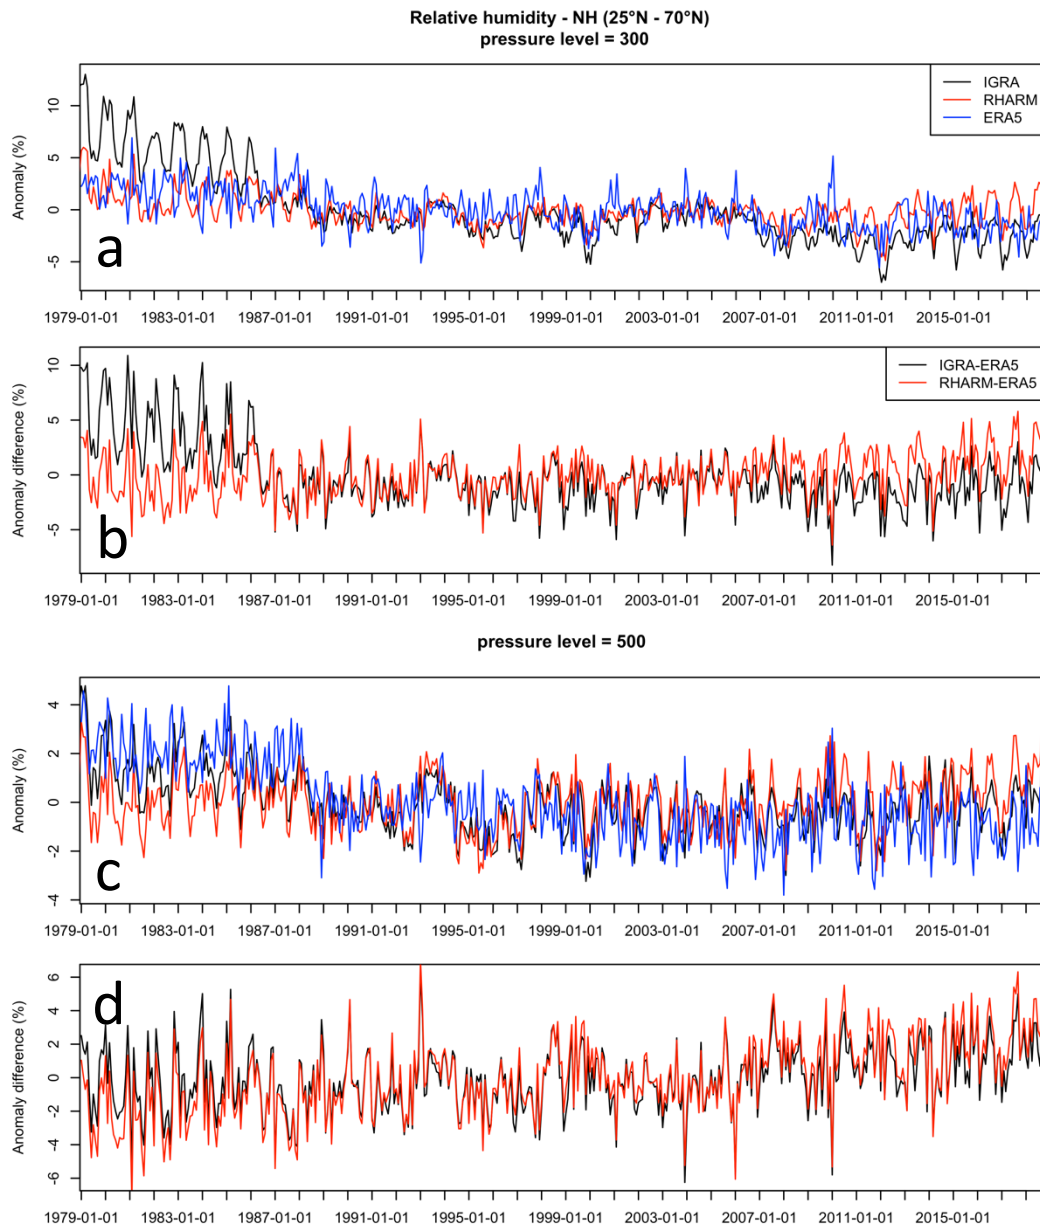 Relative humidity - NH (25°N - 70°N)
pressure level = 300
Anomaly (%)
10
5
0
-5
IGRA
RHARM
ERA5
a
1979-01-01 1983-01-01 1987-01-01 1991-01-01 1995-01-01 1999-01-01 2003-01-01 2007-01-01 2011-01-01 2015-01-01
Anomaly difference (%)
10
5
0
-5
IGRA-ERA5
RHARM-ERA5
b
1979-01-01 1983-01-01 1987-01-01 1991-01-01 1995-01-01 1999-01-01 2003-01-01 2007-01-01 2011-01-01 2015-01-01
pressure level = 500
Anomaly (%)
4
2
0
-2
-4
c
1979-01-01 1983-01-01 1987-01-01 1991-01-01 1995-01-01 1999-01-01 2003-01-01 2007-01-01 2011-01-01 2015-01-01
Anomaly difference (%)
6
4
2
0
-2
-4
-6
d
1979-01-01 1983-01-01 1987-01-01 1991-01-01 1995-01-01 1999-01-01 2003-01-01 2007-01-01 2011-01-01 2015-01-01